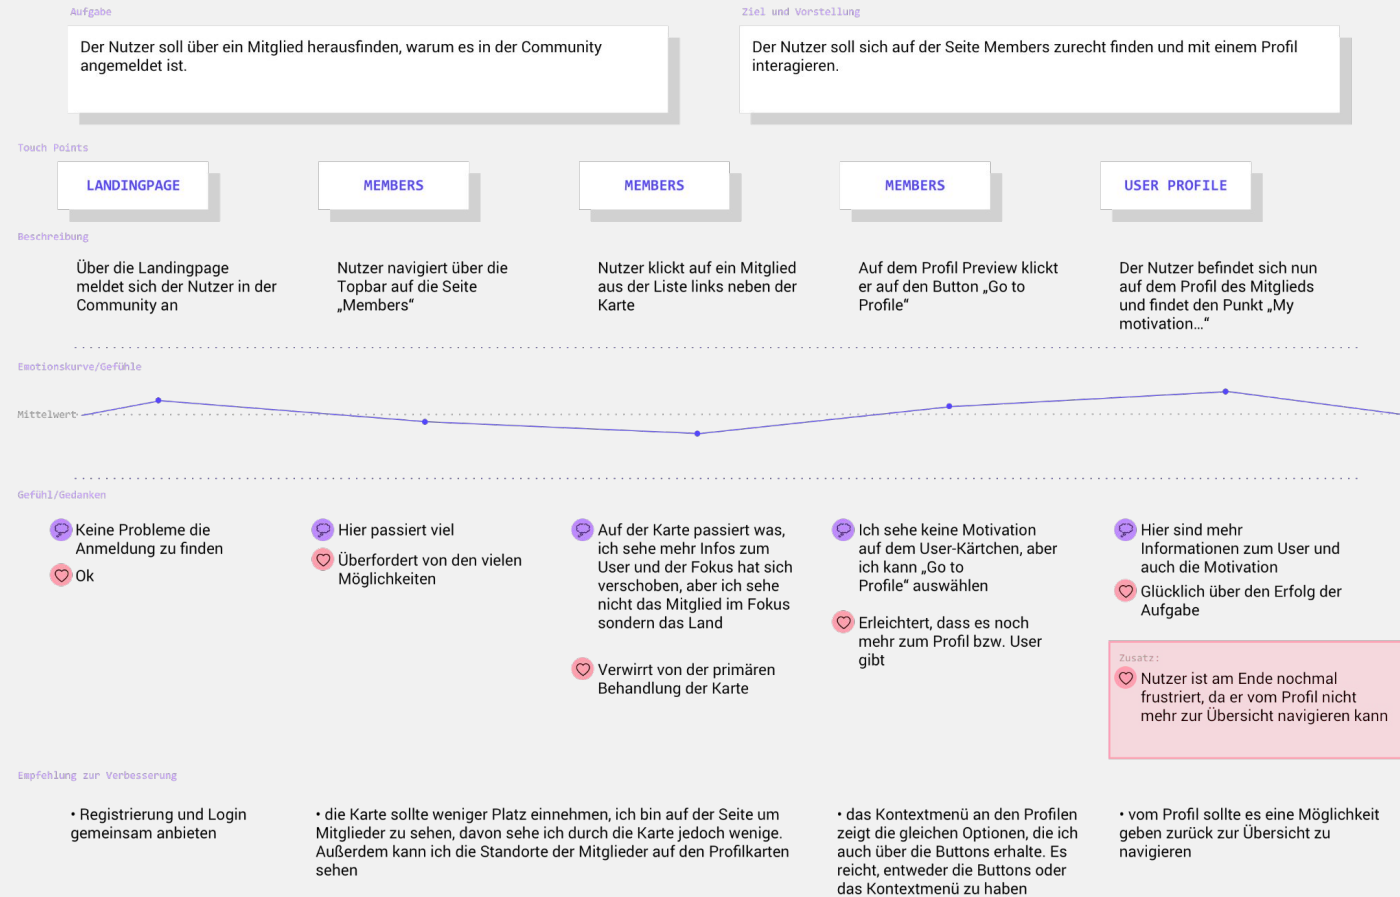 Aufgabe
Der Nutzer soll über ein Mitglied herausfinden, warum es in der Community
angemeldet ist.
Ziel und Vorstellung
Der Nutzer soll sich auf der Seite Members zurecht finden und mit einem Profil
interagieren.
Touch Points
LANDINGPAGE
MEMBERS
MEMBERS
MEMBERS
USER PROFILE
Beschreibung
Über die Landingpage
meldet sich der Nutzer in der
Community an
Nutzer navigiert über die
Topbar auf die Seite
„Members“
Nutzer klickt auf ein Mitglied
aus der Liste links neben der
Karte
Auf dem Profil Preview klickt
er auf den Button „Go to
Profile“
Der Nutzer befindet sich nun
auf dem Profil des Mitglieds
und findet den Punkt „My
motivation...“
Emotionskurve/Gefühle
Mittelwert
Gefühl/Gedanken
Keine Probleme die
Anmeldung zu finden
Ok
Hier passiert viel
Überfordert von den vielen
Möglichkeiten
Auf der Karte passiert was,
ich sehe mehr Infos zum
User und der Fokus hat sich
verschoben, aber ich sehe
nicht das Mitglied im Fokus
sondern das Land
Verwirrt von der primären
Behandlung der Karte
Ich sehe keine Motivation
auf dem User-Kärtchen, aber
ich kann „Go to
Profile“ auswählen
Erleichtert, dass es noch
mehr zum Profil bzw. User
gibt
Hier sind mehr
Informationen zum User und
auch die Motivation
Glücklich über den Erfolg der
Aufgabe
Zusatz:
Nutzer ist am Ende nochmal
frustriert, da er vom Profil nicht
mehr zur Übersicht navigieren kann
Empfehlung zur Verbesserung
• Registrierung und Login
gemeinsam anbieten
• die Karte sollte weniger Platz einnehmen, ich bin auf der Seite um
Mitglieder zu sehen, davon sehe ich durch die Karte jedoch wenige.
Außerdem kann ich die Standorte der Mitglieder auf den Profilkarten
sehen
• das Kontextmenü an den Profilen
zeigt die gleichen Optionen, die ich
auch über die Buttons erhalte. Es
reicht, entweder die Buttons oder
das Kontextmenü zu haben
• vom Profil sollte es eine Möglichkeit
geben zurück zur Übersicht zu
navigieren